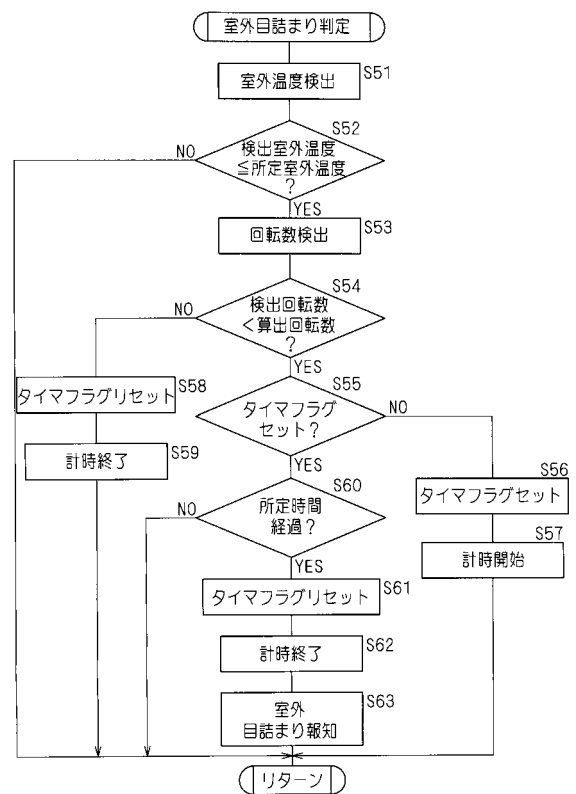 室外目詰まり判定
室外温度検出
S51
S52
検出室外温度
≦所定室外温度
?
NO
YES
回転数検出
S53
S54
検出回転数
<算出回転数
?
NO
YES
タイマフラグリセット
S58
S55
タイマフラグ
セット?
NO
YES
計時終了
S59
S56
タイマフラグセット
S60
所定時間
経過?
NO
YES
S57
計時開始
タイマフラグリセット
S61
計時終了
S62
室外
目詰まり報知
S63
リターン